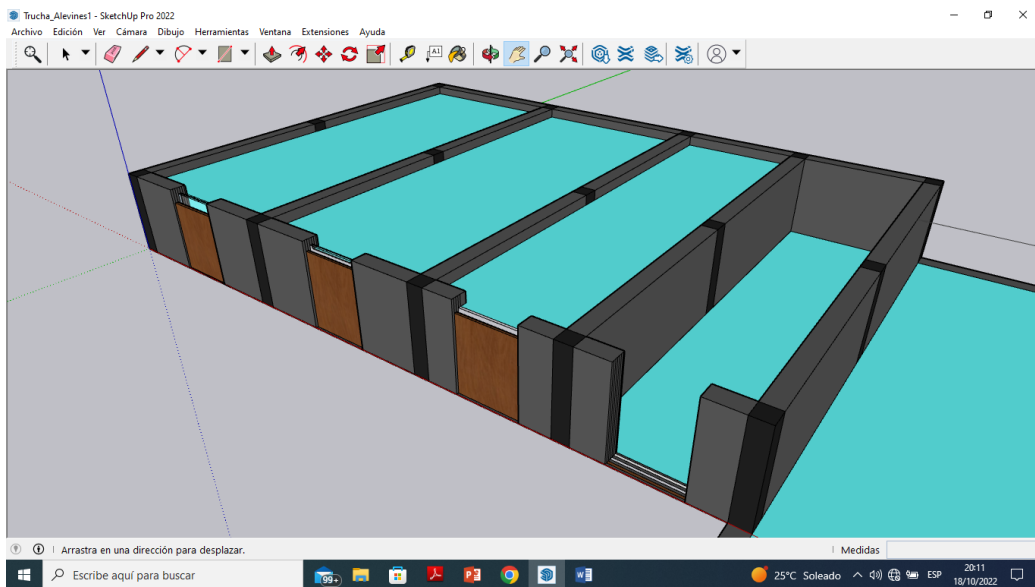 Trucha_Alevines1 - SketchUp Pro 2022
Archivo Edición Ver Cámara Dibujo Herramientas Ventana Extensiones Ayuda
A1
Arrastra en una dirección para desplazar.
Medidas
Escribe aquí para buscar
99+
25°C Soleado
ESP
20:11
18/10/2022